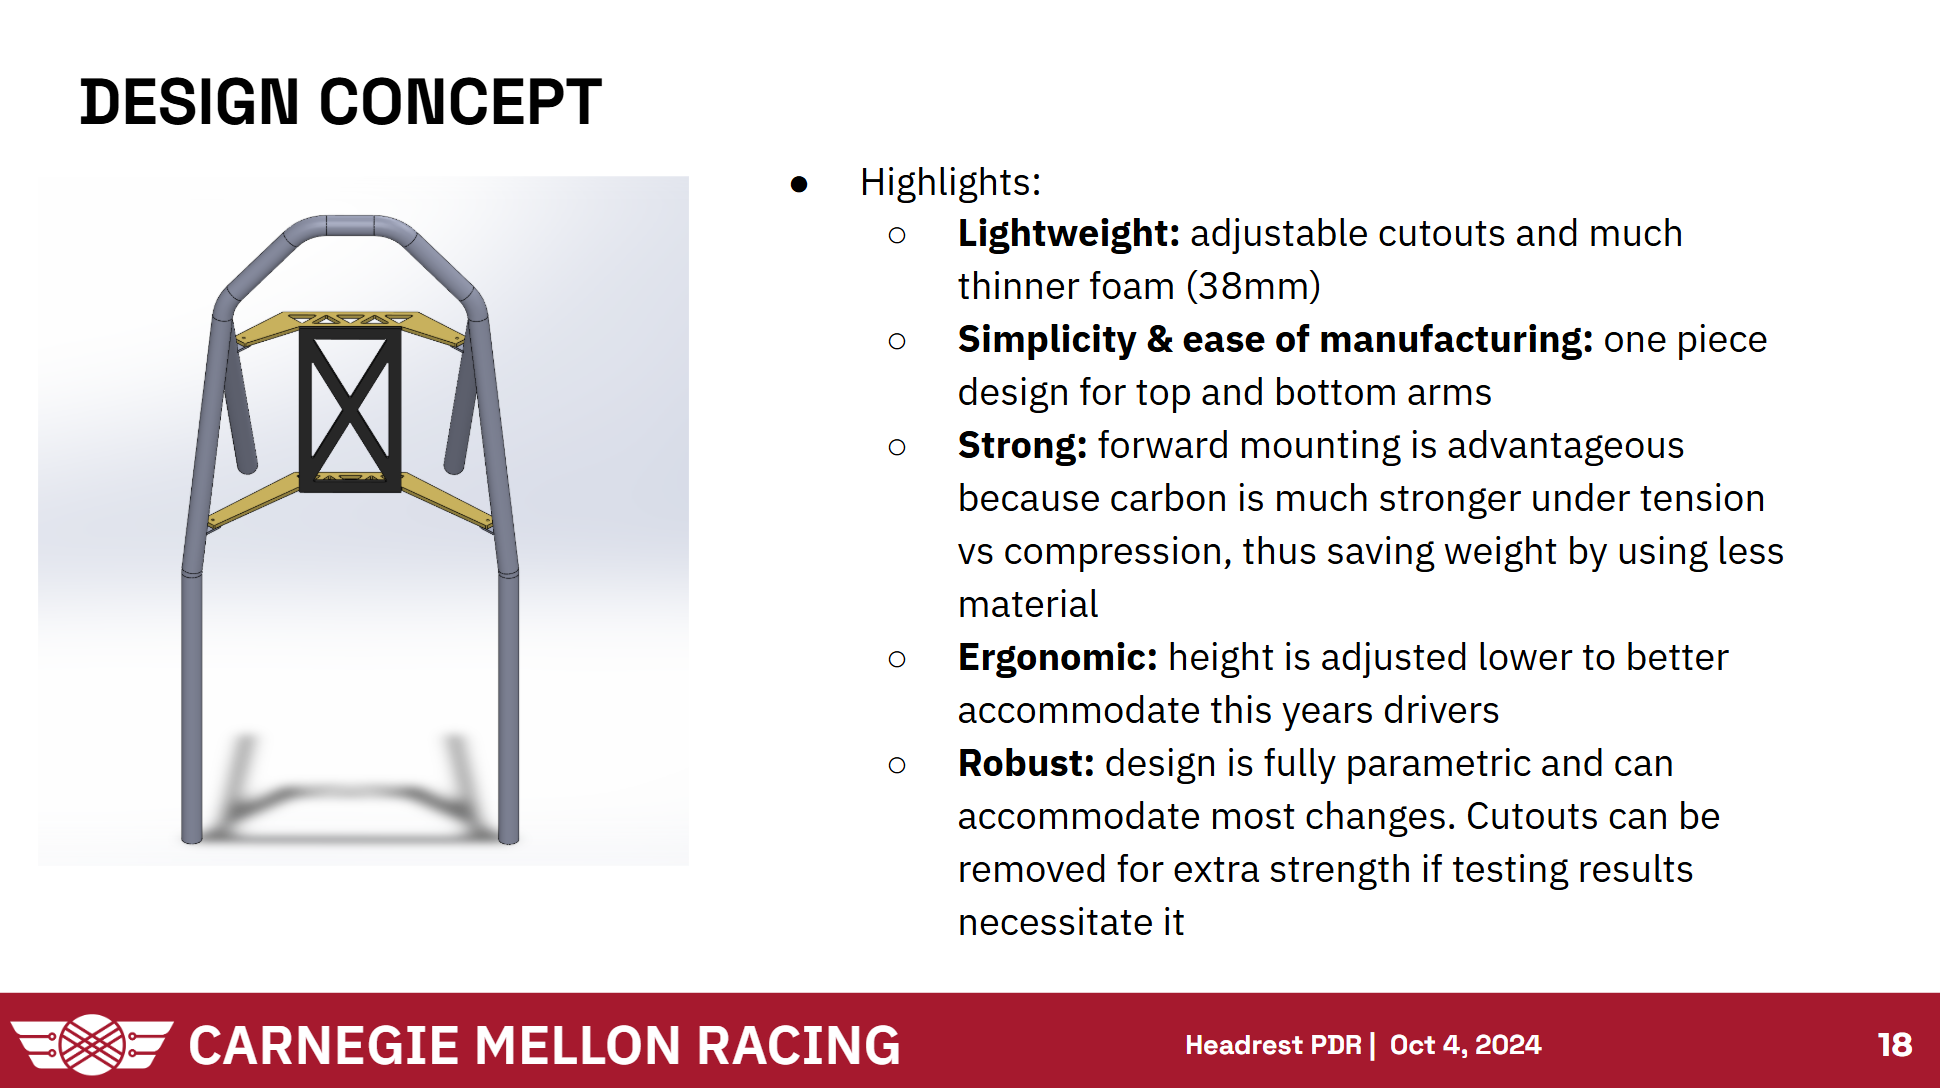 DESIGN CONCEPT
● Highlights:
○ Lightweight: adjustable cutouts and much
thinner foam (38mm)
○ Simplicity & ease of manufacturing: one piece
design for top and bottom arms
○ Strong: forward mounting is advantageous
because carbon is much stronger under tension
vs compression, thus saving weight by using less
material
○ Ergonomic: height is adjusted lower to better
accommodate this years drivers
○ Robust: design is fully parametric and can
accommodate most changes. Cutouts can be
removed for extra strength if testing results
necessitate it
CARNEGIE MELLON RACING
Headrest PDR | Oct 4, 2024
18